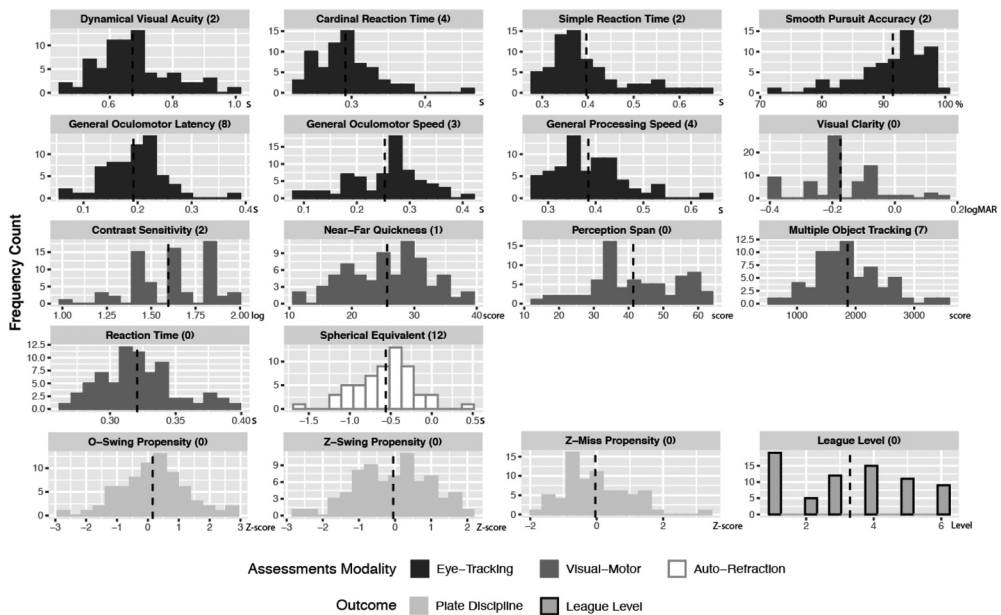 Dynamical Visual Acuity (2) Cardinal Reaction Time (4) Simple Reaction Time (2) Smooth Pursuit Accuracy (2)
10 5 0 15 10 5 0 15 10 5 0 15 10 5 0
0.6 0.8 1.0 s 0.3 0.4 s 0.3 0.4 0.5 0.6 s 70 80 90 100 %
General Oculomotor Latency (8) General Oculomotor Speed (3) General Processing Speed (4) Visual Clarity (0)
10 5 0 15 10 5 0 10 5 0 20 10 0
0.1 0.2 0.3 0.4 s 0.1 0.2 0.3 0.4 s 0.3 0.4 0.5 0.6 s −0.4 −0.2 0.0 0.2 logMAR
Frequency Count
Contrast Sensitivity (2) Near−Far Quickness (1) Perception Span (0) Multiple Object Tracking (7)
15 10 5 0 9 6 3 0 15 10 5 0 12.5 10.0 7.5 5.0 2.5 0.0
1.00 1.25 1.50 1.75 2.00 log 10 20 30 40 score 10 20 30 40 50 60 score 1000 2000 3000 score
Reaction Time (0) Spherical Equivalent (12)
12.5 10.0 7.5 5.0 2.5 0.0 10 5 0
0.30 0.35 0.40 s −1.5 −1.0 −0.5 0.0 0.5 s
O−Swing Propensity (0) Z−Swing Propensity (0) Z−Miss Propensity (0) League Level (0)
10 5 0 9 6 3 0 15 10 5 0 15 10 5 0
−3 −2 −1 0 1 2 3 Z-score −3 −2 −1 0 1 2 Z-score −2 0 2 Z-score 2 4 6 Level
Assessments Modality Eye−Tracking Visual−Motor Auto−Refraction
Outcome Plate Discipline League Level